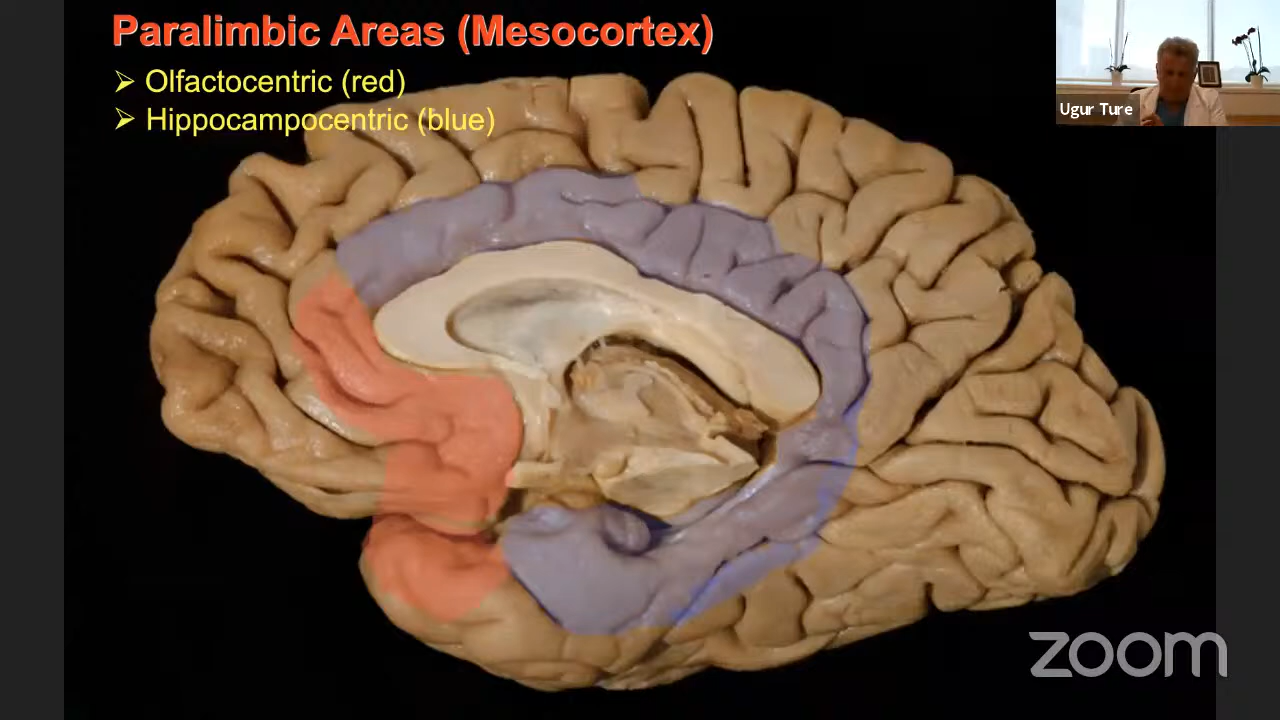 Paralimbic Areas (Mesocortex)
➢ Olfactocentric (red)
➢ Hippocampocentric (blue)
Ugur Ture
zoom